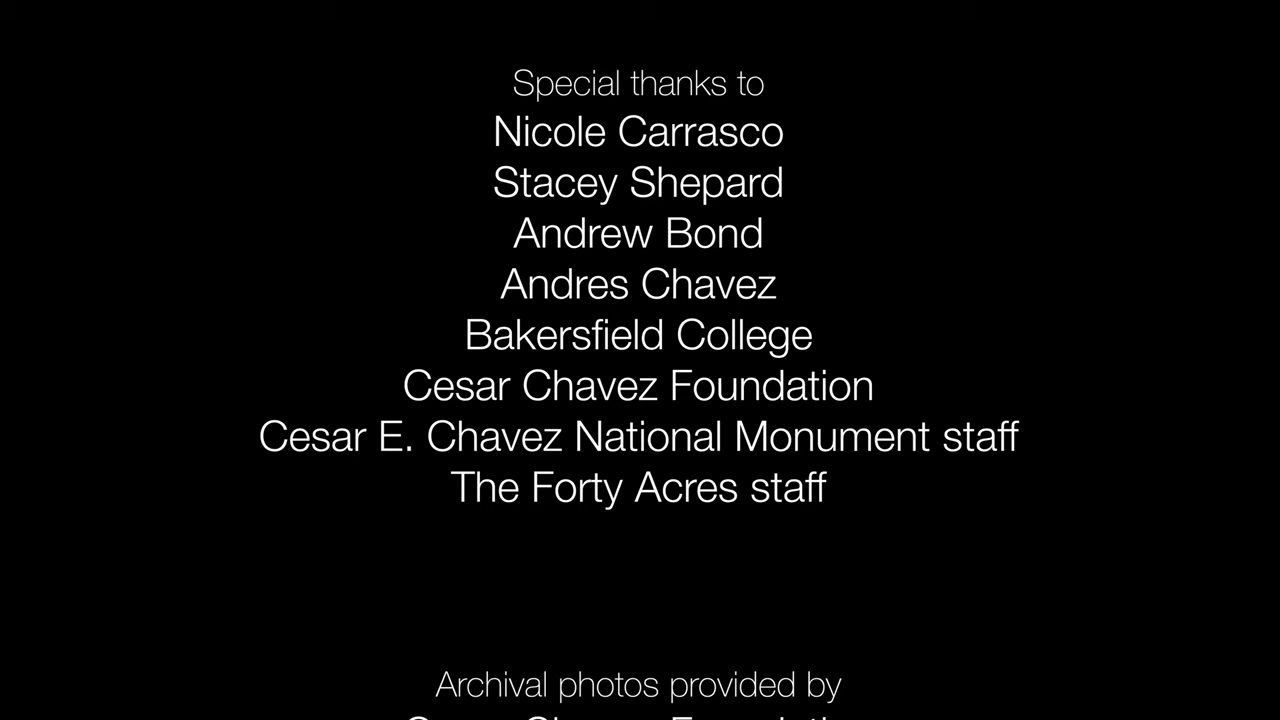 Special thanks to
Nicole Carrasco
Stacey Shepard
Andrew Bond
Andres Chavez
Bakersfield College
Cesar Chavez Foundation
Cesar E. Chavez National Monument staff
The Forty Acres staff
Archival photos provided by